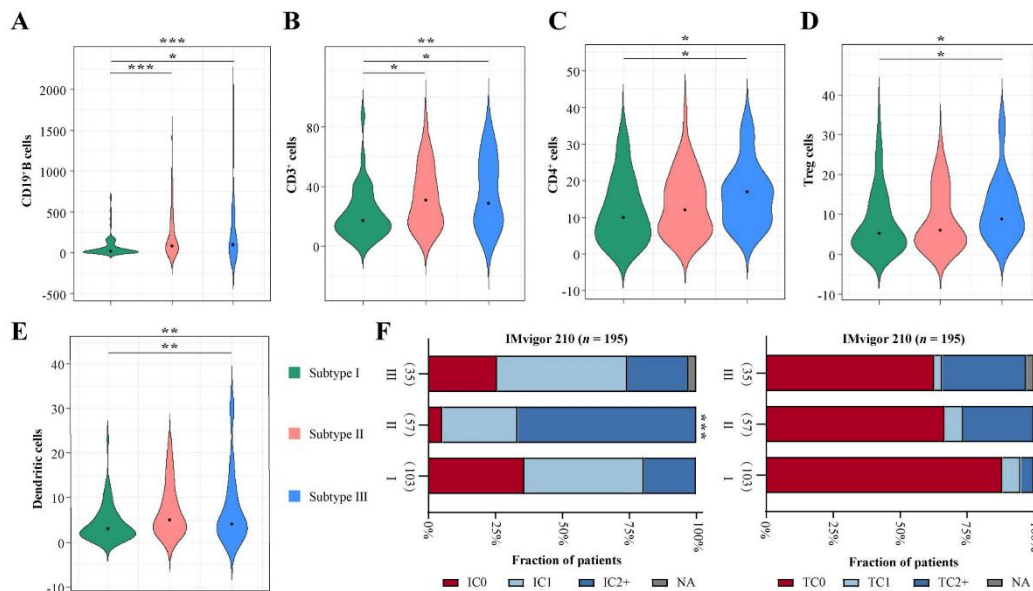 A
***
*
***
CD19⁺B cells
2000
1500
1000
500
0
-500
B
**
*
*
CD3⁺ cells
80
40
0
C
*
*
CD4⁺ cells
50
40
30
20
10
0
-10
D
*
*
Treg cells
40
30
20
10
0
-10
E
**
**
Dendritic cells
40
30
20
10
0
-10
Subtype I
Subtype II
Subtype III
F
IMvigor 210 (n = 195)
III (35)
II (57)
I (103)
***
0%
25%
50%
75%
100%
Fraction of patients
IC0
IC1
IC2+
NA
IMvigor 210 (n = 195)
III (35)
II (57)
I (103)
0%
25%
50%
75%
100%
Fraction of patients
TC0
TC1
TC2+
NA